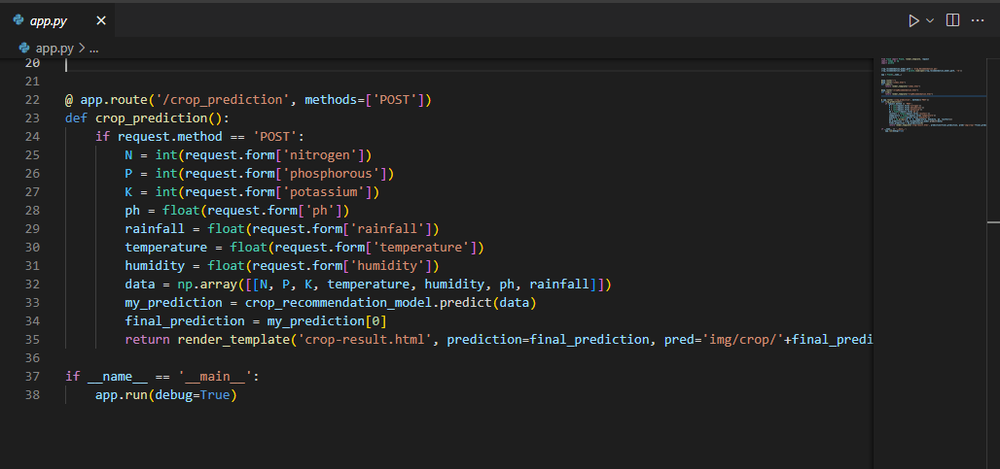 app.py
app.py > ...
20
21
22 @ app.route('/crop_prediction', methods=['POST'])
23 def crop_prediction():
24     if request.method == 'POST':
25         N = int(request.form['nitrogen'])
26         P = int(request.form['phosphorous'])
27         K = int(request.form['potassium'])
28         ph = float(request.form['ph'])
29         rainfall = float(request.form['rainfall'])
30         temperature = float(request.form['temperature'])
31         humidity = float(request.form['humidity'])
32         data = np.array([[N, P, K, temperature, humidity, ph, rainfall]])
33         my_prediction = crop_recommendation_model.predict(data)
34         final_prediction = my_prediction[0]
35         return render_template('crop-result.html', prediction=final_prediction, pred='img/crop/'+final_predi
36
37 if __name__ == '__main__':
38     app.run(debug=True)